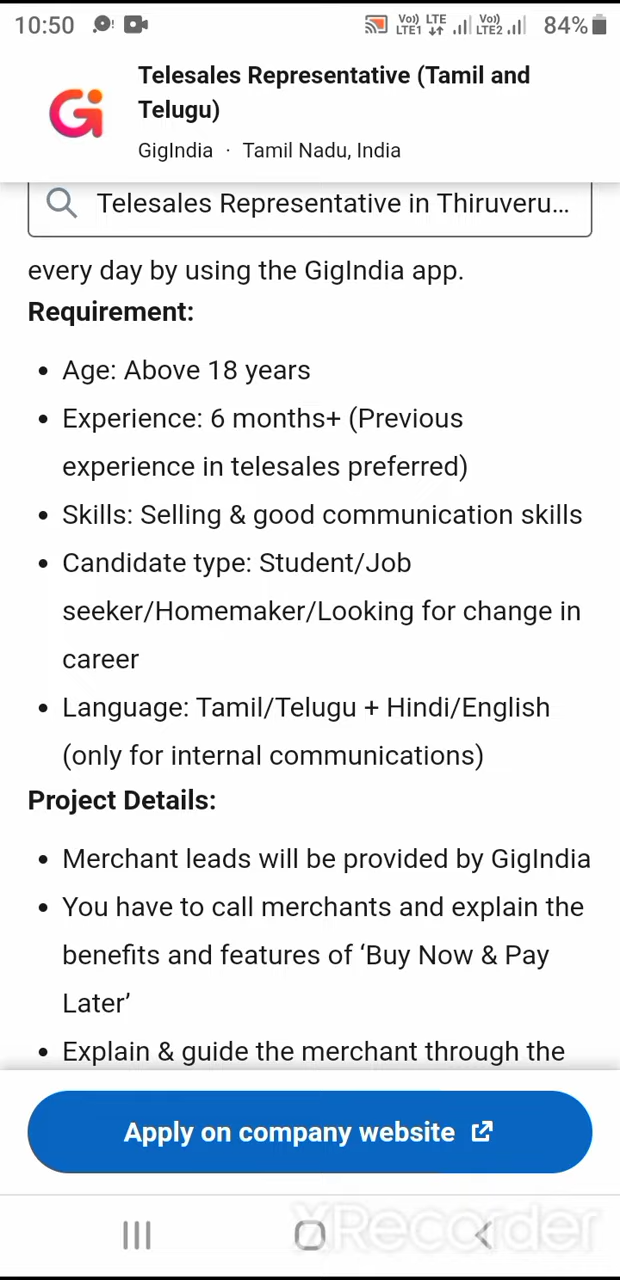 10:50
Vo)) LTE
LTE1
Vo))
LTE2
84%
Telesales Representative (Tamil and
Telugu)
GigIndia · Tamil Nadu, India
Telesales Representative in Thiruveru...
every day by using the GigIndia app.
Requirement:
• Age: Above 18 years
• Experience: 6 months+ (Previous
experience in telesales preferred)
• Skills: Selling & good communication skills
• Candidate type: Student/Job
seeker/Homemaker/Looking for change in
career
• Language: Tamil/Telugu + Hindi/English
(only for internal communications)
Project Details:
• Merchant leads will be provided by GigIndia
• You have to call merchants and explain the
benefits and features of ‘Buy Now & Pay
Later’
• Explain & guide the merchant through the
Apply on company website
XRecorder